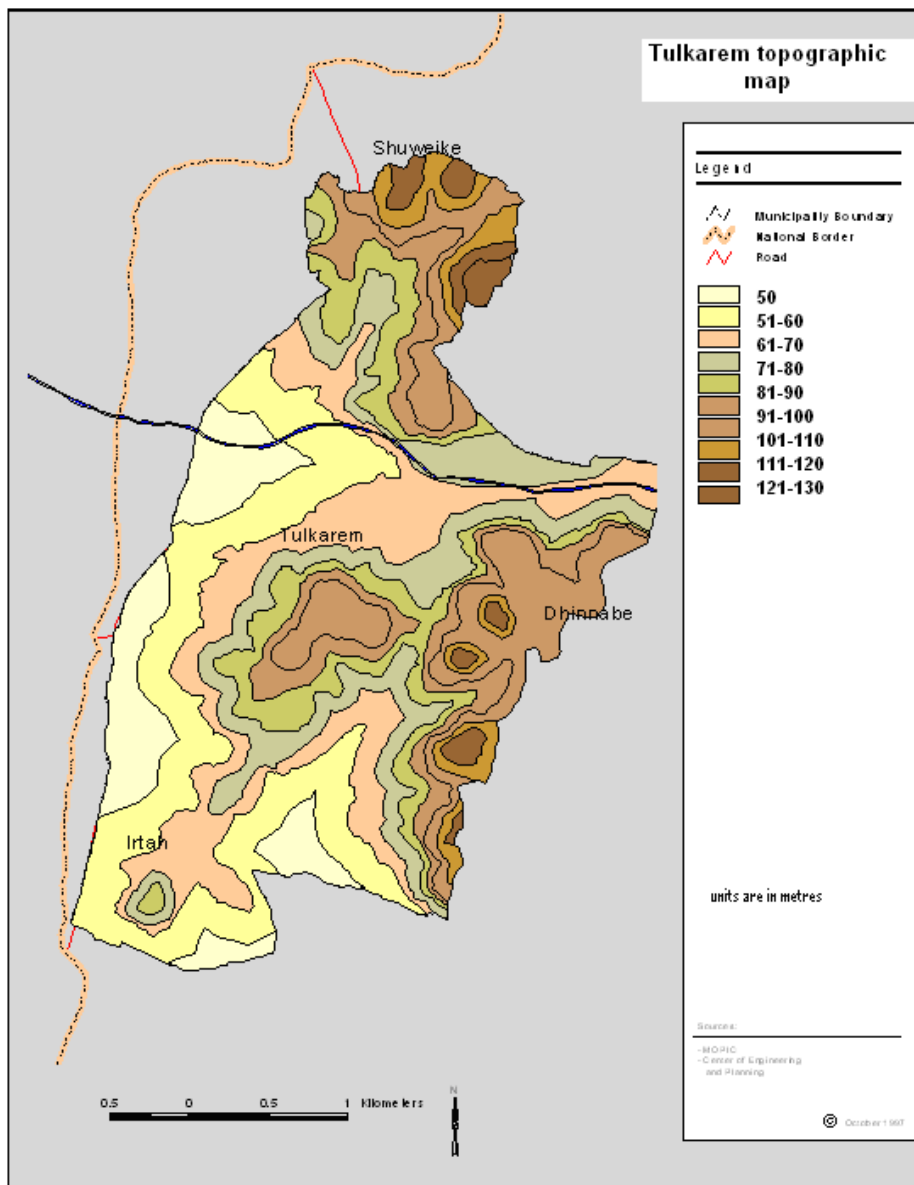 Tulkarem topographic
map
Shuweike
Legend
Municipality Boundary
National Border
Road
50
51-60
61-70
71-80
81-90
91-100
101-110
111-120
121-130
Tulkarem
Dhinnabe
Irtah
units are in metres
Sources:
-MOPIC
-Center of Engineering
and Planning
0.5 0 0.5 1 Kilometers
N
© October 1997